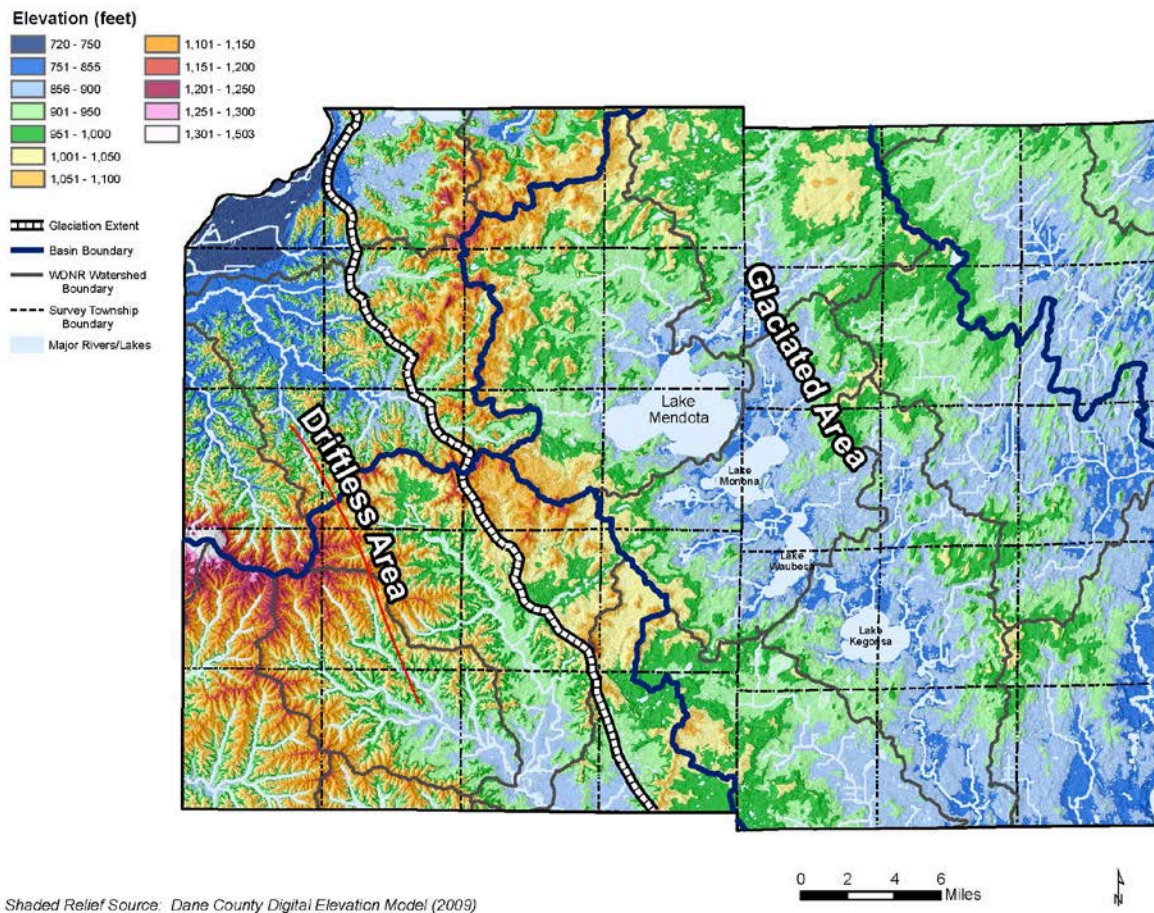 Elevation (feet)
720 - 750
751 - 855
856 - 900
901 - 950
951 - 1,000
1,001 - 1,050
1,051 - 1,100
1,101 - 1,150
1,151 - 1,200
1,201 - 1,250
1,251 - 1,300
1,301 - 1,503
Glaciation Extent
Basin Boundary
WDNR Watershed
Boundary
Survey Township
Boundary
Major Rivers/Lakes
Driftless Area
Glaciated Area
Lake
Mendota
Lake
Monona
Lake
Waubesa
Lake
Kegonsa
0 2 4 6
Miles
N
Shaded Relief Source: Dane County Digital Elevation Model (2009)